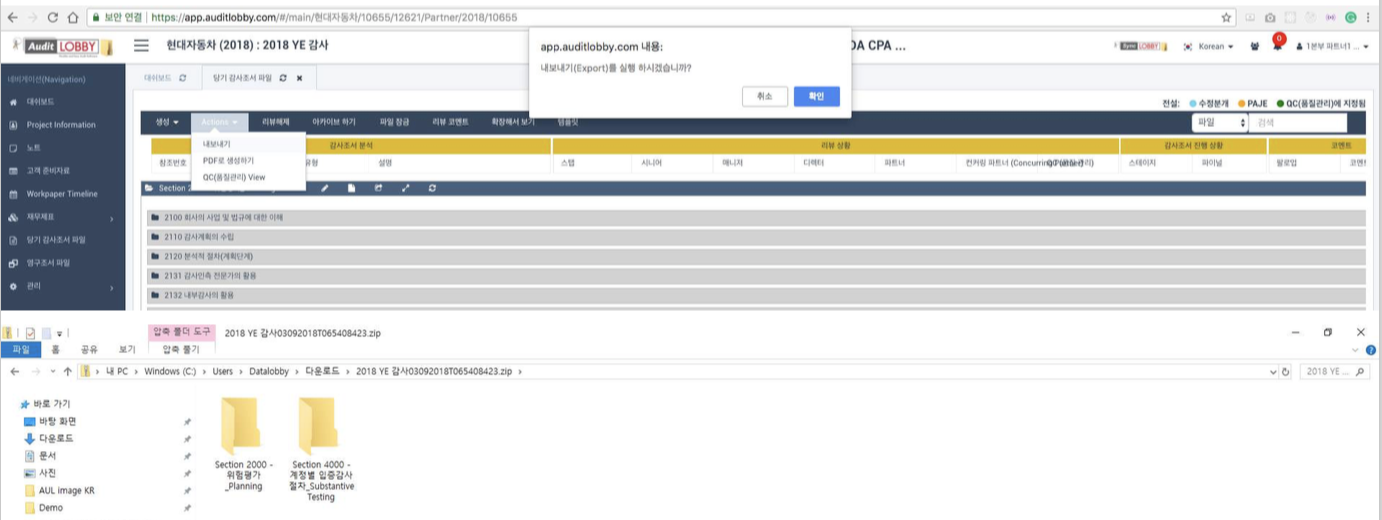 보안 연결 | https://app.auditlobby.com/#/main/현대자동차/10655/12621/Partner/2018/10655
Audit LOBBY
현대자동차 (2018) : 2018 YE 감사
DA CPA ...
Sync LOBBY
Korean
0
1본부 파트너1 ...
app.auditlobby.com 내용:
내보내기(Export)를 실행 하시겠습니까?
취소
확인
네비게이션(Navigation)
대쉬보드
Project Information
노트
고객 준비자료
Workpaper Timeline
재무제표
당기 감사조서 파일
영구조서 파일
관리
대쉬보드
당기 감사조서 파일
전설: 수정분개 PAJE QC(품질관리)에 지정됨
생성 Actions 리뷰해제 아카이브 하기 파일 잠금 리뷰 코멘트 확장해서 보기 템플릿
파일 검색
내보내기
PDF로 생성하기
QC(품질관리) View
감사조서 분석 리뷰 상황 감사조서 진행 상황 코멘트
참조번호 유형 설명 스탭 시니어 매니저 디렉터 파트너 컨커링 파트너 (Concurring 스테이지 파이널 팔로업 코멘
Section 2
2100 회사의 사업 및 법규에 대한 이해
2110 감사계획의 수립
2120 분석적 절차(계획단계)
2131 감사인측 전문가의 활용
2132 내부감사의 활용
압축 폴더 도구
2018 YE 감사03092018T065408423.zip
파일 홈 공유 보기 압축 풀기
내 PC > Windows (C:) > Users > Datalobby > 다운로드 > 2018 YE 감사03092018T065408423.zip >
2018 YE ...
바로 가기
바탕 화면
다운로드
문서
사진
AUL image KR
Demo
Section 2000 -
위험평가
_Planning
Section 4000 -
계정별 입증감사
절차_Substantive
Testing